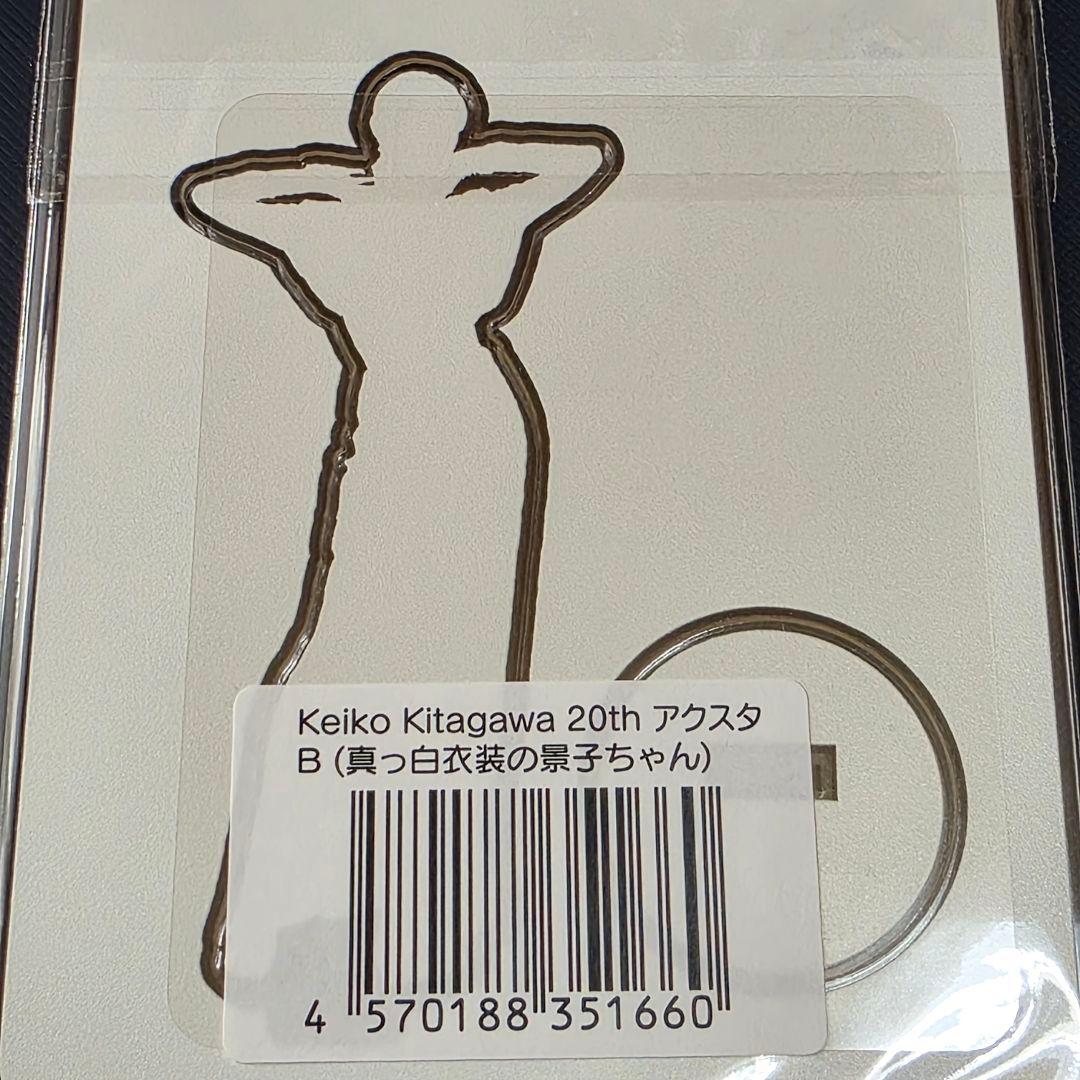 Keiko Kitagawa 20th アクスタ
B (真っ白衣装の景子ちゃん)
4 570188 351660